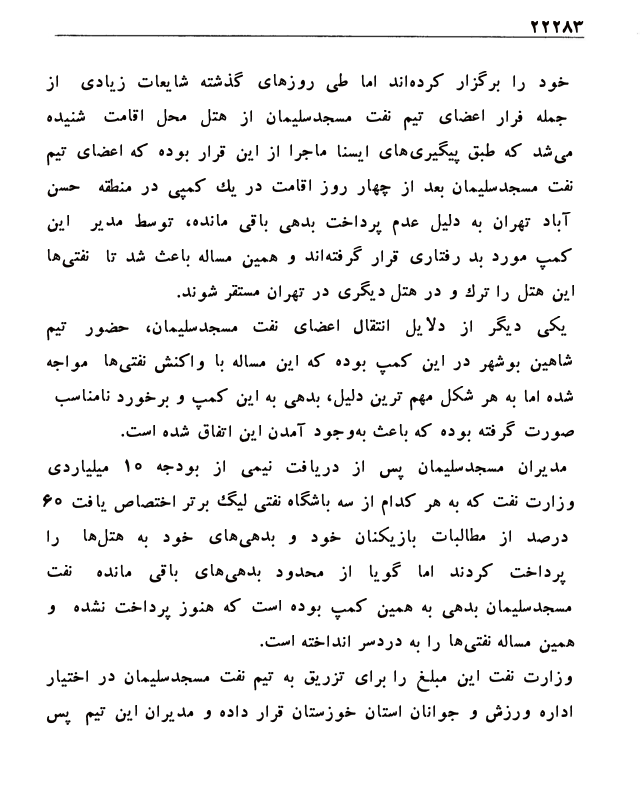 ۲۲۲۸۳
خود را برگزار کرده‌اند اما طی روزهای گذشته شایعات زیادی از
جمله فرار اعضای تیم نفت مسجدسلیمان از هتل محل اقامت شنیده
می‌شد که طبق پیگیری‌های ایسنا ماجرا از این قرار بوده که اعضای تیم
نفت مسجدسلیمان بعد از چهار روز اقامت در یك کمپی در منطقه حسن
آباد تهران به دلیل عدم پرداخت بدهی باقی مانده، توسط مدیر این
کمپ مورد بد رفتاری قرار گرفته‌اند و همین مساله باعث شد تا نفتی‌ها
این هتل را ترك و در هتل دیگری در تهران مستقر شوند.
یکی دیگر از دلایل انتقال اعضای نفت مسجدسلیمان، حضور تیم
شاهین بوشهر در این کمپ بوده که این مساله با واکنش نفتی‌ها مواجه
شده اما به هر شکل مهم ترین دلیل، بدهی به این کمپ و برخورد نامناسب
صورت گرفته بوده که باعث به‌وجود آمدن این اتفاق شده است.
مدیران مسجدسلیمان پس از دریافت نیمی از بودجه ۱۰ میلیاردی
وزارت نفت که به هر کدام از سه باشگاه نفتی لیگ برتر اختصاص یافت ۶۰
درصد از مطالبات بازیکنان خود و بدهی‌های خود به هتل‌ها را
پرداخت کردند اما گویا از محدود بدهی‌های باقی مانده نفت
مسجدسلیمان بدهی به همین کمپ بوده است که هنوز پرداخت نشده و
همین مساله نفتی‌ها را به دردسر انداخته است.
وزارت نفت این مبلغ را برای تزریق به تیم نفت مسجدسلیمان در اختیار
اداره ورزش و جوانان استان خوزستان قرار داده و مدیران این تیم پس